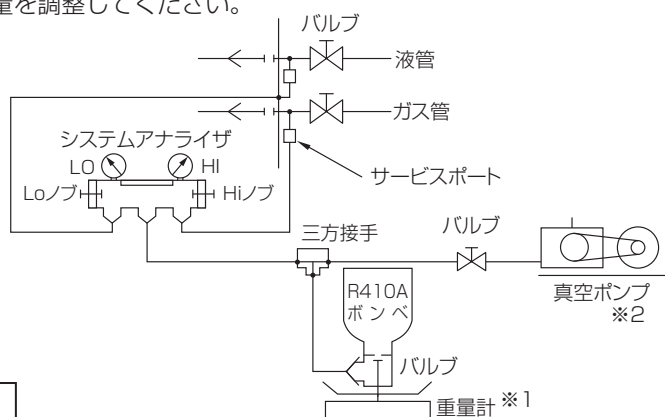 量を調整してください。
バルブ
液管
ガス管
システムアナライザ
LO
HI
Loノブ
Hiノブ
サービスポート
三方接手
バルブ
R410A
ボンベ
真空ポンプ
※2
バルブ
重量計 ※1